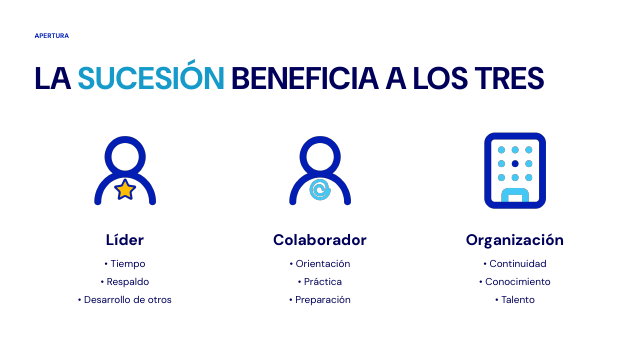 APERTURA
LA SUCESIÓN BENEFICIA A LOS TRES
Líder
• Tiempo
• Respaldo
• Desarrollo de otros
Colaborador
• Orientación
• Práctica
• Preparación
Organización
• Continuidad
• Conocimiento
• Talento